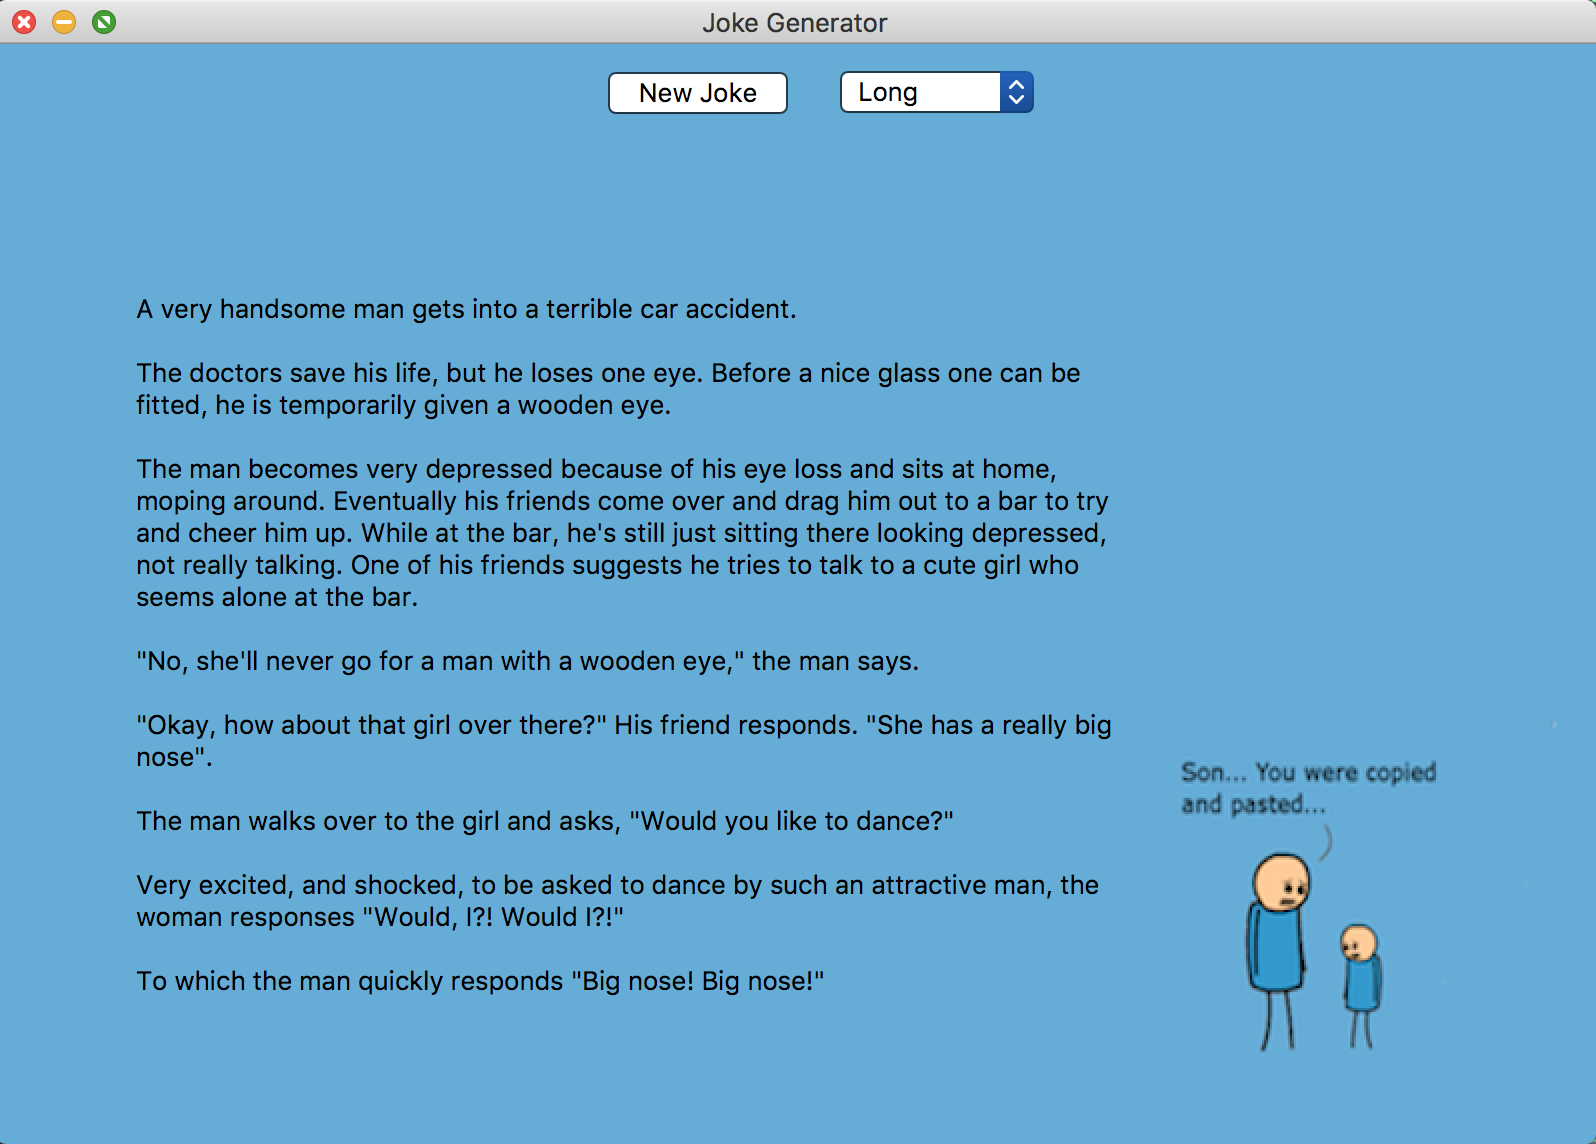 Joke Generator
New Joke
Long
A very handsome man gets into a terrible car accident.
The doctors save his life, but he loses one eye. Before a nice glass one can be
fitted, he is temporarily given a wooden eye.
The man becomes very depressed because of his eye loss and sits at home,
moping around. Eventually his friends come over and drag him out to a bar to try
and cheer him up. While at the bar, he's still just sitting there looking depressed,
not really talking. One of his friends suggests he tries to talk to a cute girl who
seems alone at the bar.
"No, she'll never go for a man with a wooden eye," the man says.
"Okay, how about that girl over there?" His friend responds. "She has a really big
nose".
The man walks over to the girl and asks, "Would you like to dance?"
Very excited, and shocked, to be asked to dance by such an attractive man, the
woman responses "Would, I?! Would I?!"
To which the man quickly responds "Big nose! Big nose!"
Son... You were copied
and pasted...